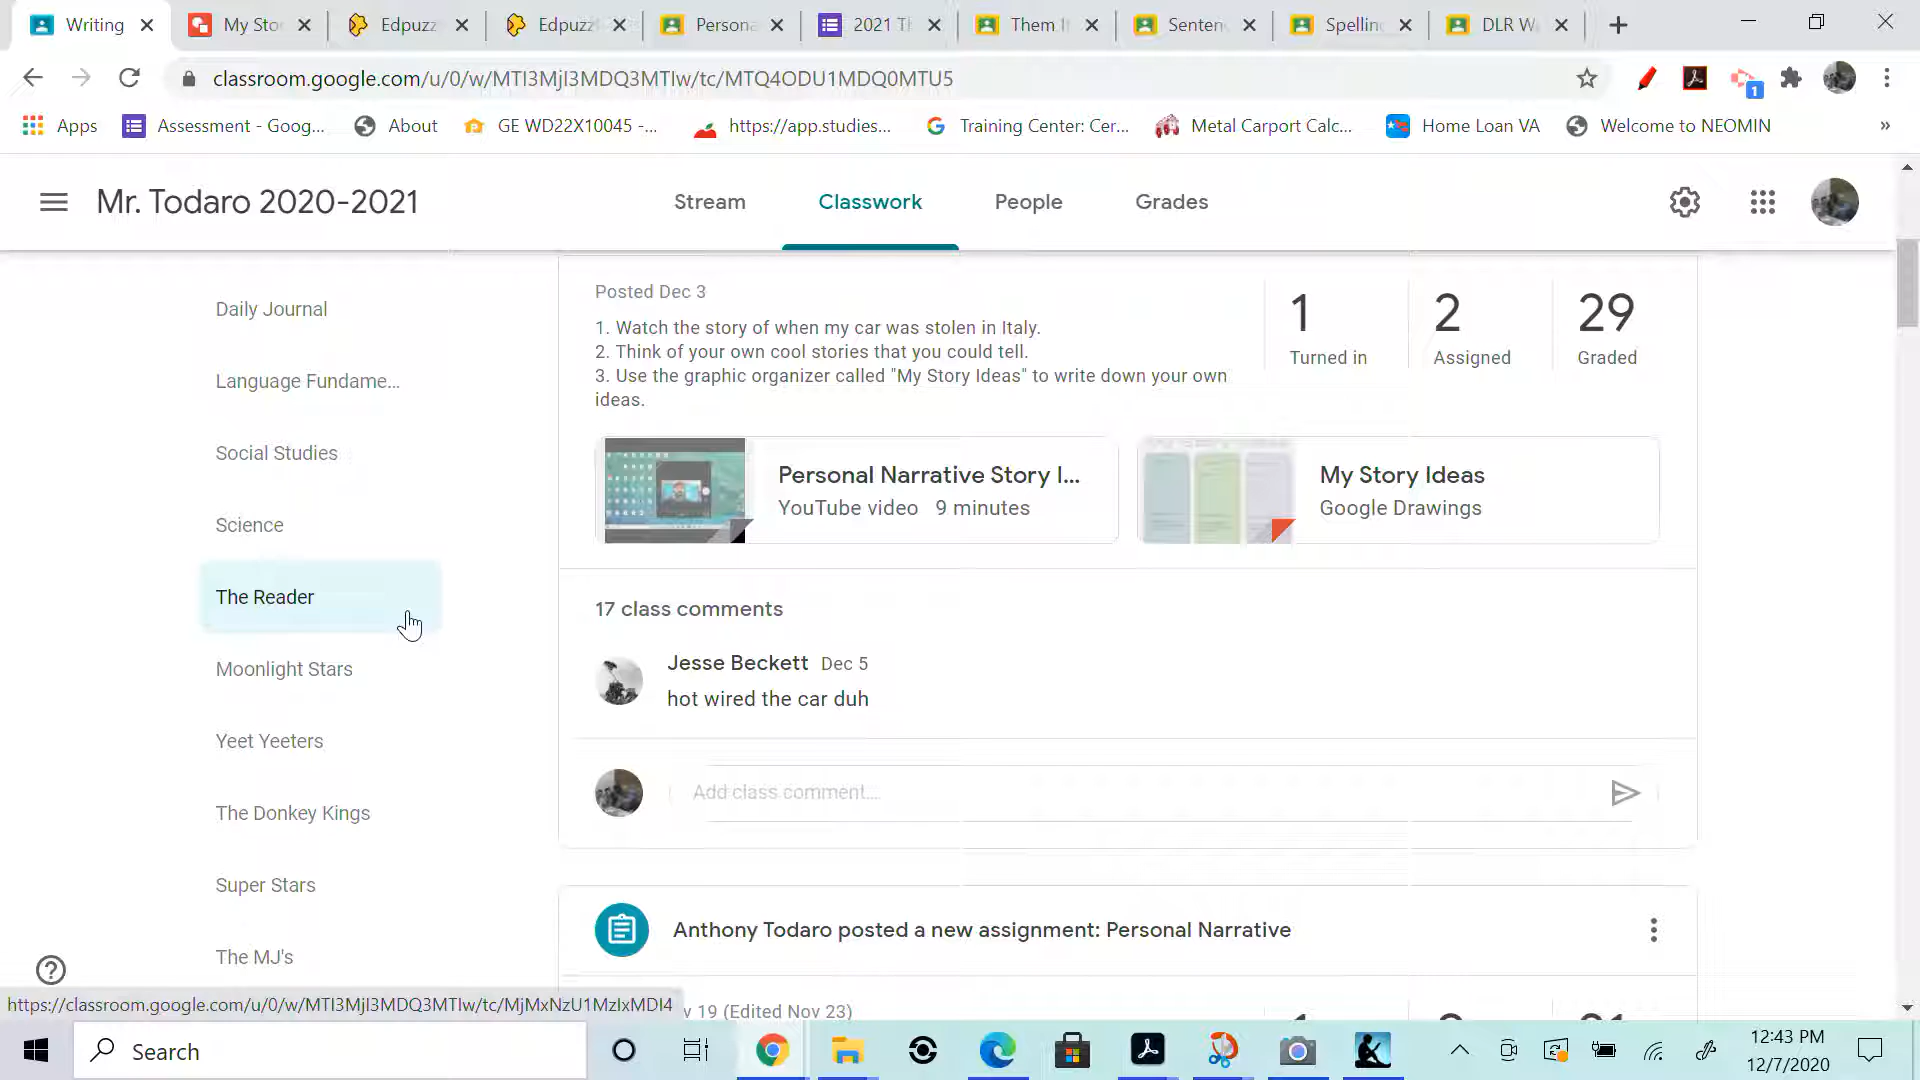 Writing
My Sto
Edpuzz
Edpuzz
Persona
2021 T
Them I
Senten
Spelling
DLR W
classroom.google.com/u/0/w/MTI3MjI3MDQ3MTIw/tc/MTQ4ODU1MDQ0MTU5
1
Apps
Assessment - Goog...
About
GE WD22X10045 -...
https://app.studies...
Training Center: Cer...
Metal Carport Calc...
Home Loan VA
Welcome to NEOMIN
»
Mr. Todaro 2020-2021
Stream
Classwork
People
Grades
Daily Journal
Language Fundame...
Social Studies
Science
The Reader
Moonlight Stars
Yeet Yeeters
The Donkey Kings
Super Stars
The MJ's
Posted Dec 3
1. Watch the story of when my car was stolen in Italy.
2. Think of your own cool stories that you could tell.
3. Use the graphic organizer called "My Story Ideas" to write down your own
ideas.
1
Turned in
2
Assigned
29
Graded
Personal Narrative Story I...
YouTube video 9 minutes
My Story Ideas
Google Drawings
17 class comments
Jesse Beckett Dec 5
hot wired the car duh
Add class comment...
Anthony Todaro posted a new assignment: Personal Narrative
19 (Edited Nov 23)
https://classroom.google.com/u/0/w/MTI3MjI3MDQ3MTIw/tc/MjMxNzU1MzIxMDI4
Search
12:43 PM
12/7/2020